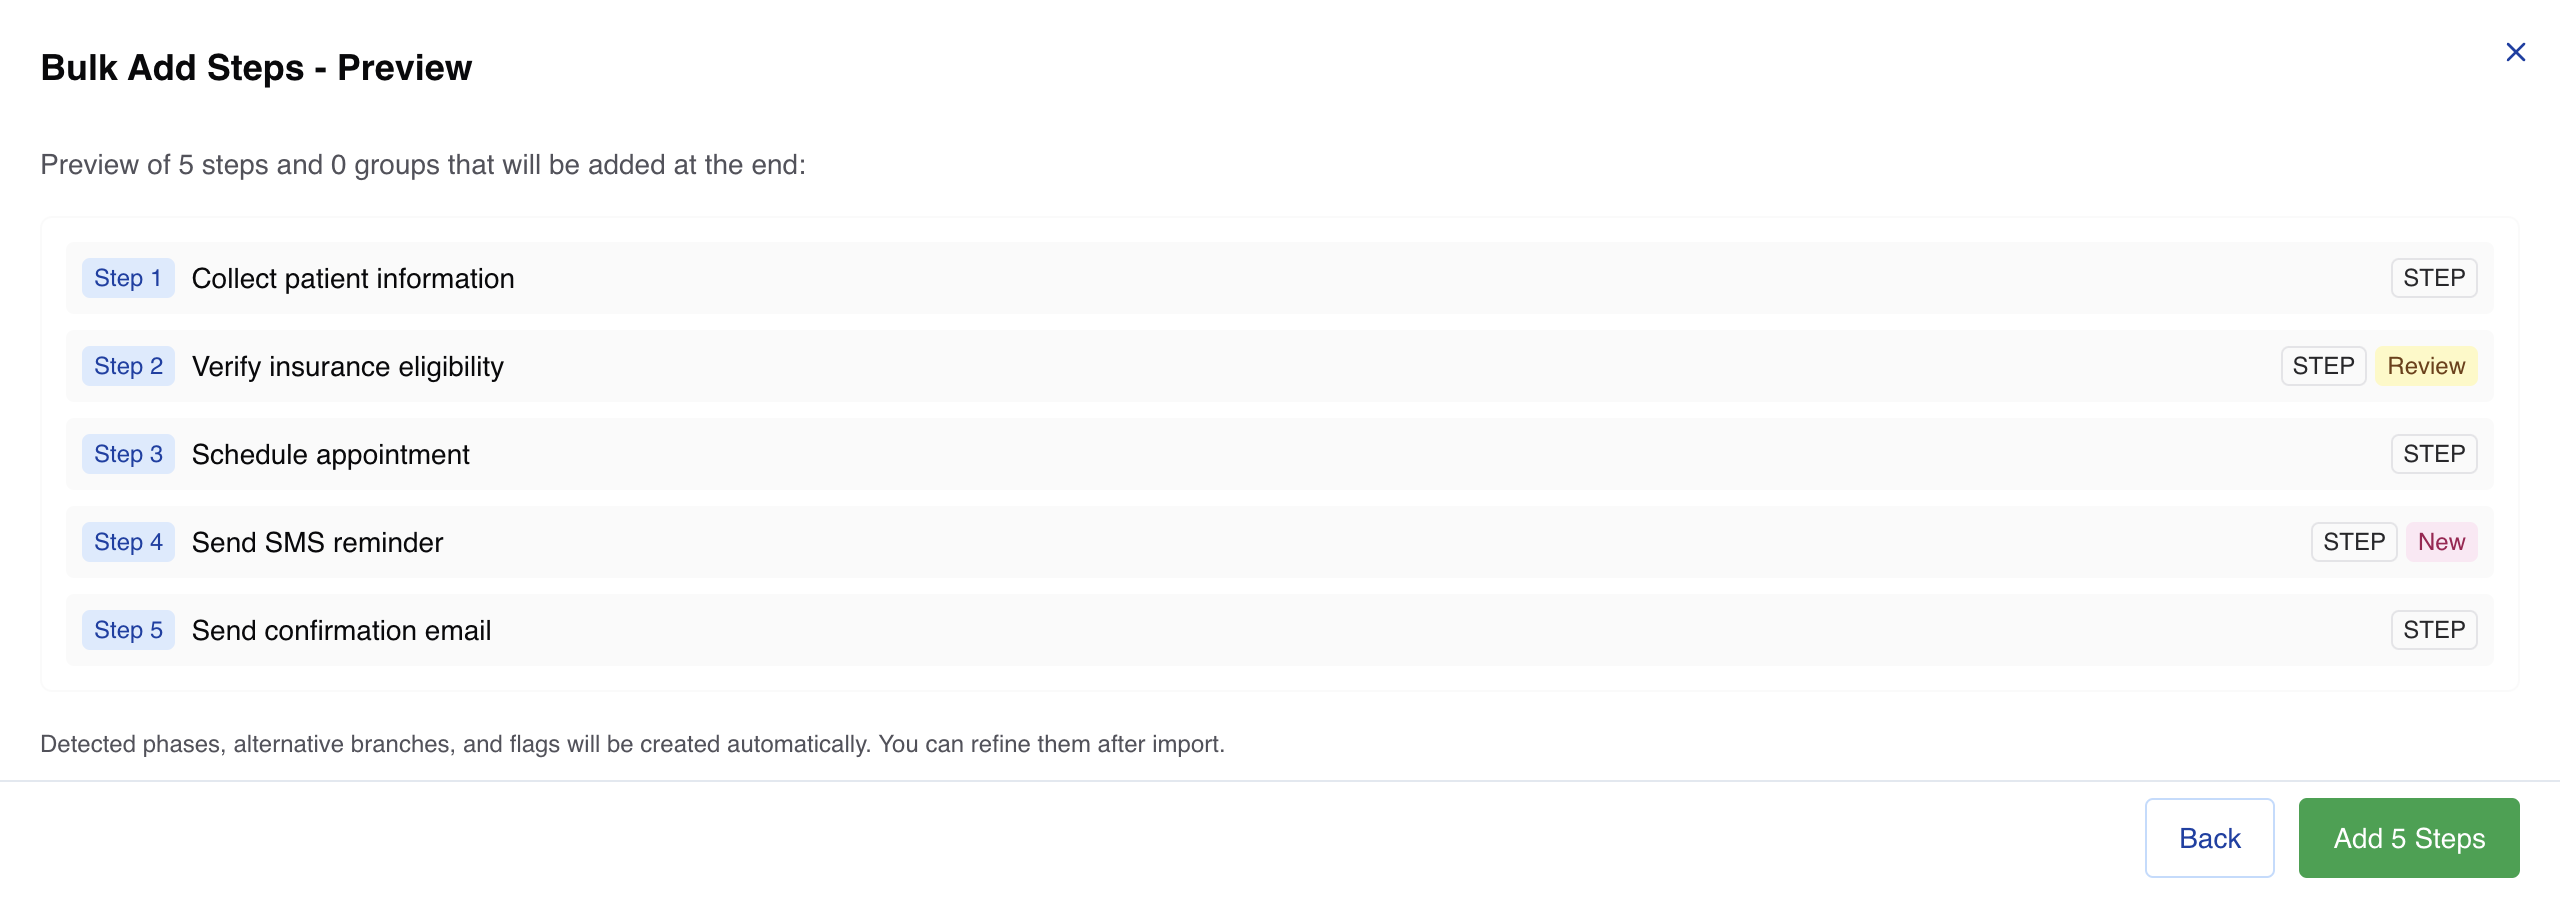 Bulk Add Steps - Preview
Preview of 5 steps and 0 groups that will be added at the end:
Step 1 Collect patient information STEP
Step 2 Verify insurance eligibility STEP Review
Step 3 Schedule appointment STEP
Step 4 Send SMS reminder STEP New
Step 5 Send confirmation email STEP
Detected phases, alternative branches, and flags will be created automatically. You can refine them after import.
Back Add 5 Steps